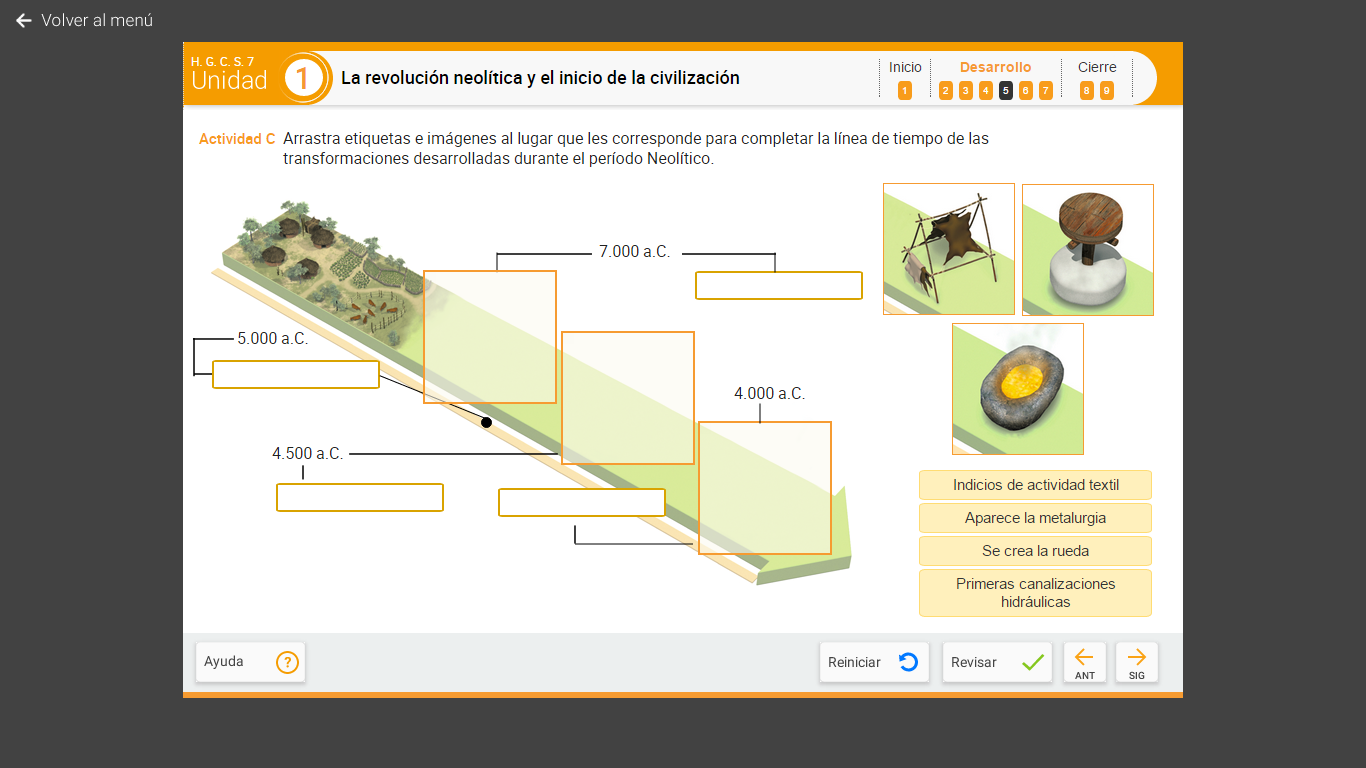 Volver al menú
H. G. C. S. 7
Unidad
1
La revolución neolítica y el inicio de la civilización
Inicio
1
Desarrollo
2 3 4 5 6 7
Cierre
8 9
Actividad C Arrastra etiquetas e imágenes al lugar que les corresponde para completar la línea de tiempo de las
transformaciones desarrolladas durante el período Neolítico.
7.000 a.C.
5.000 a.C.
4.000 a.C.
4.500 a.C.
Indicios de actividad textil
Aparece la metalurgia
Se crea la rueda
Primeras canalizaciones
hidráulicas
Ayuda ?
Reiniciar
Revisar
ANT
SIG